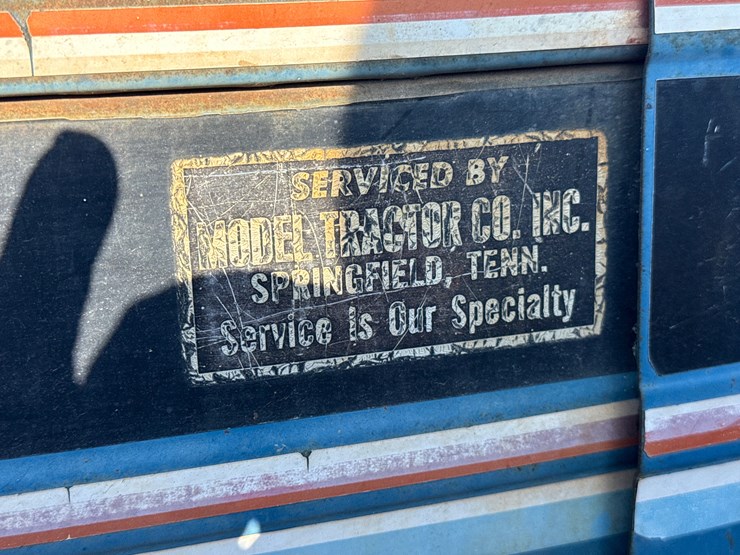 SERVICED BY
MODEL TRACTOR CO. INC.
SPRINGFIELD, TENN.
Service Is Our Specialty